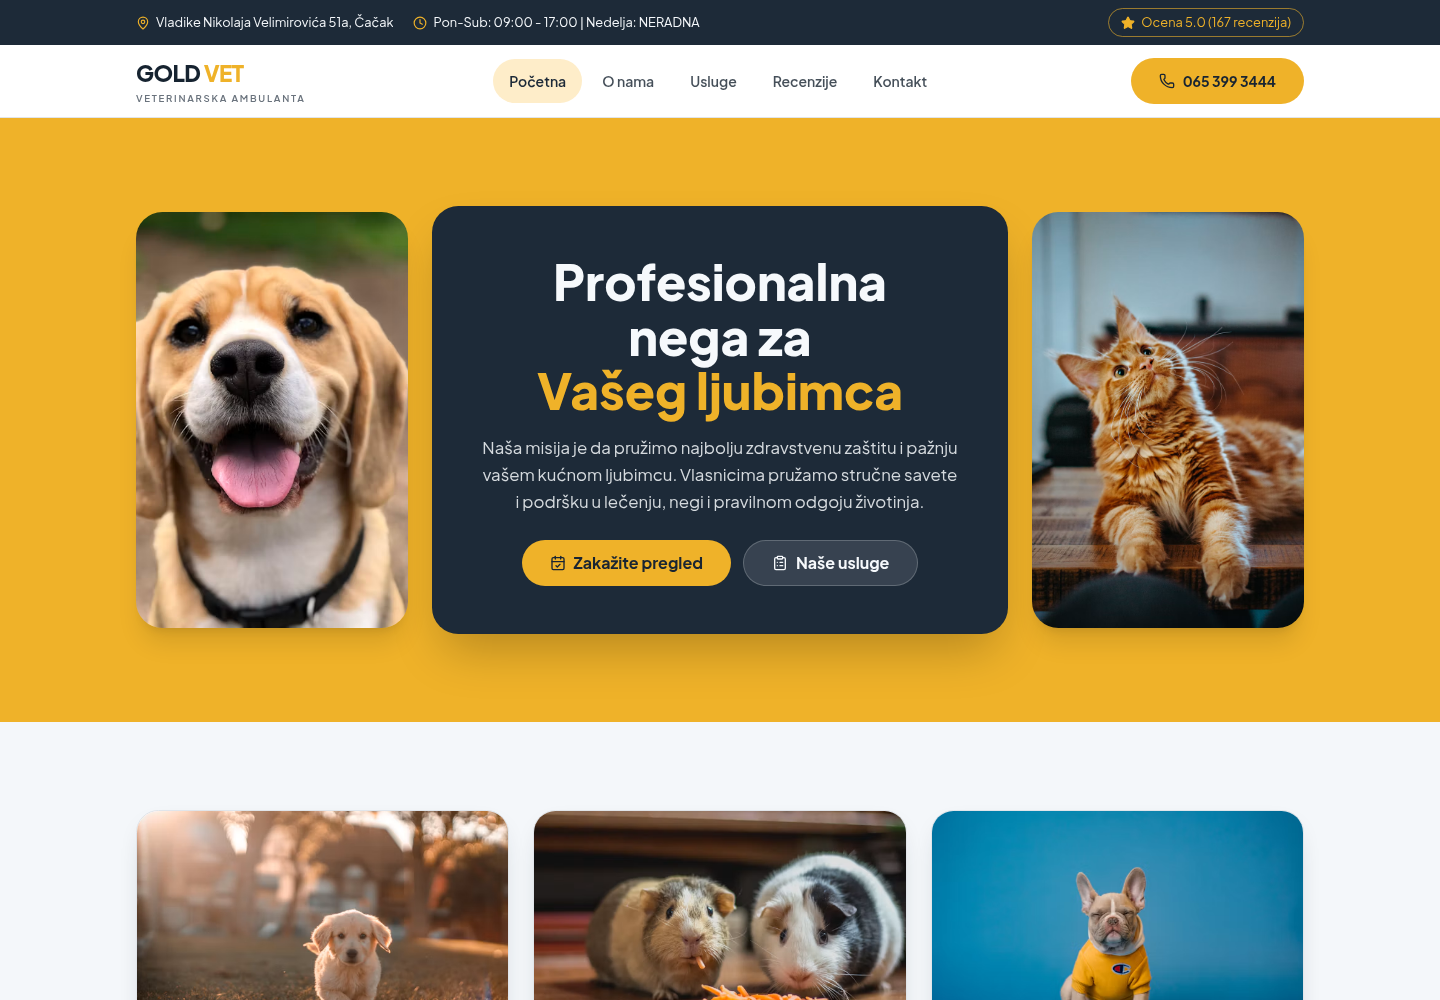 Vladike Nikolaja Velimirovića 51a, Čačak
Pon-Sub: 09:00 - 17:00 | Nedelja: NERADNA
Ocena 5.0 (167 recenzija)
GOLD VET
VETERINARSKA AMBULANTA
Početna
O nama
Usluge
Recenzije
Kontakt
065 399 3444
Profesionalna
nega za
Vašeg ljubimca
Naša misija je da pružimo najbolju zdravstvenu zaštitu i pažnju
vašem kućnom ljubimcu. Vlasnicima pružamo stručne savete
i podršku u lečenju, negi i pravilnom odgoju životinja.
Zakažite pregled
Naše usluge